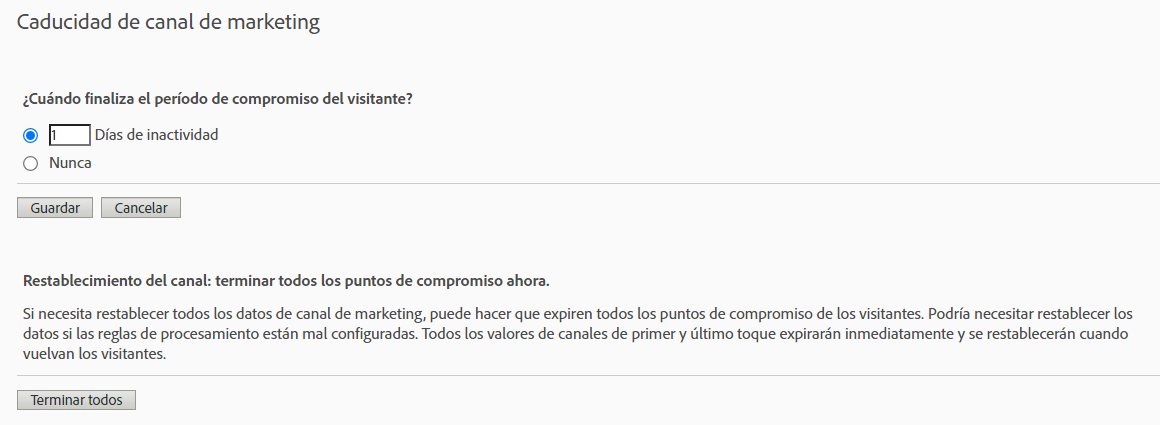 Caducidad de canal de marketing
¿Cuándo finaliza el período de compromiso del visitante?
1 Días de inactividad
Nunca
Guardar Cancelar
Restablecimiento del canal: terminar todos los puntos de compromiso ahora.
Si necesita restablecer todos los datos de canal de marketing, puede hacer que expiren todos los puntos de compromiso de los visitantes. Podría necesitar restablecer los
datos si las reglas de procesamiento están mal configuradas. Todos los valores de canales de primer y último toque expirarán inmediatamente y se restablecerán cuando
vuelvan los visitantes.
Terminar todos